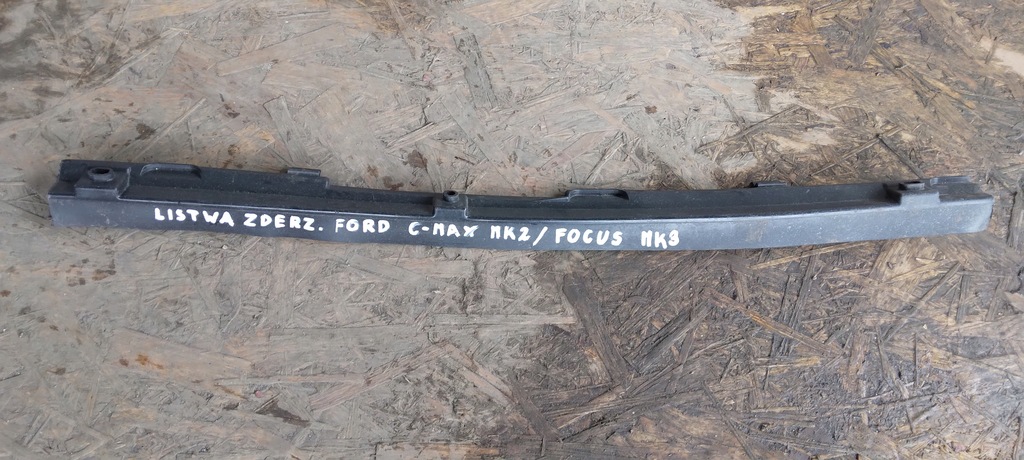 LISTWA ZDERZ. FORD C-MAX MK2/FOCUS MK3